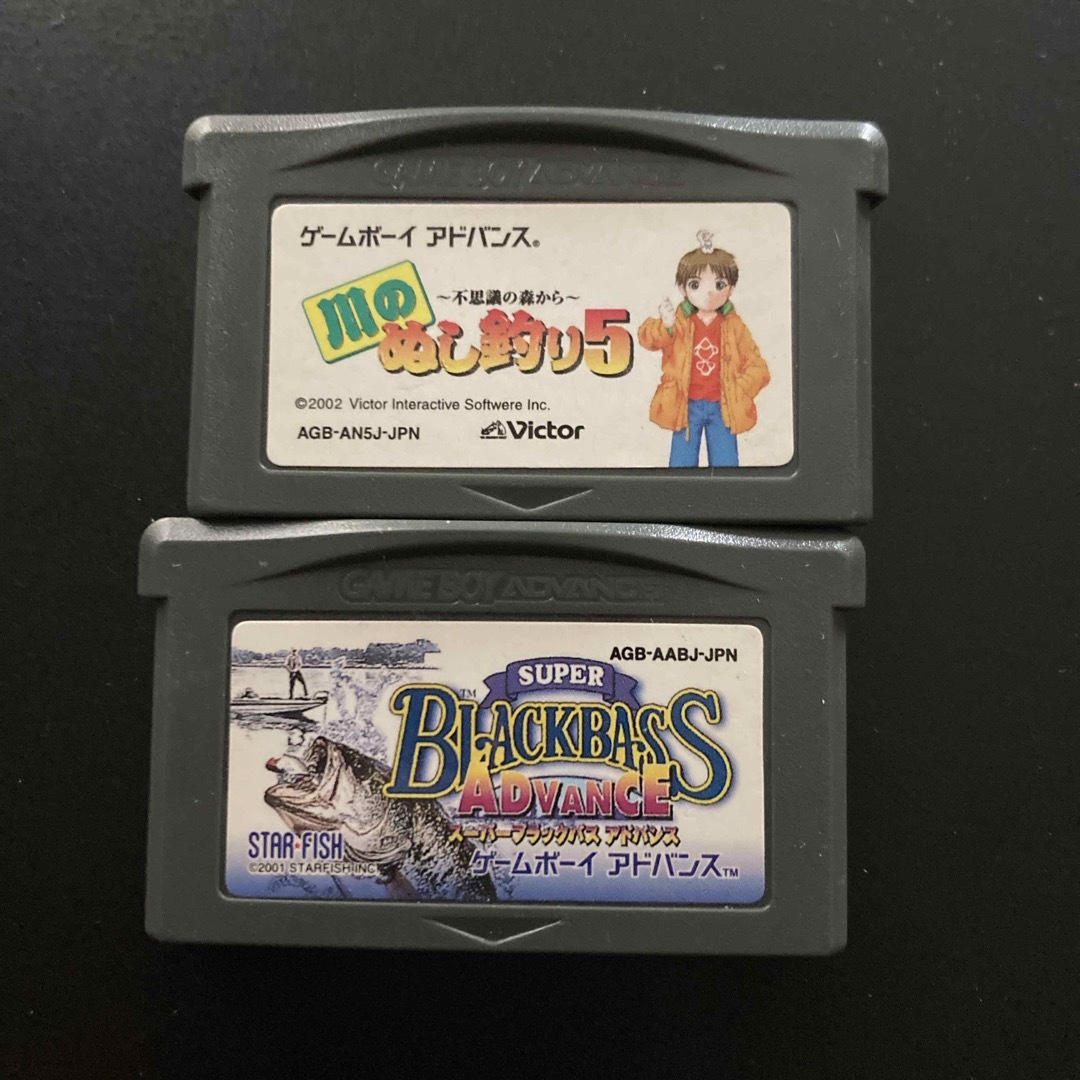 GAME BOY ADVANCE
ゲームボーイ アドバンス®
川の
~不思議の森から~
ぬし釣り5
©2002 Victor Interactive Softwere Inc.
AGB-AN5J-JPN
Victor
GAME BOY ADVANCE
AGB-AABJ-JPN
SUPER
BLACKBASS™
ADVANCE
スーパーブラックバス アドバンス
STAR★FISH
©2001 STARFISH INC
ゲームボーイ アドバンス™